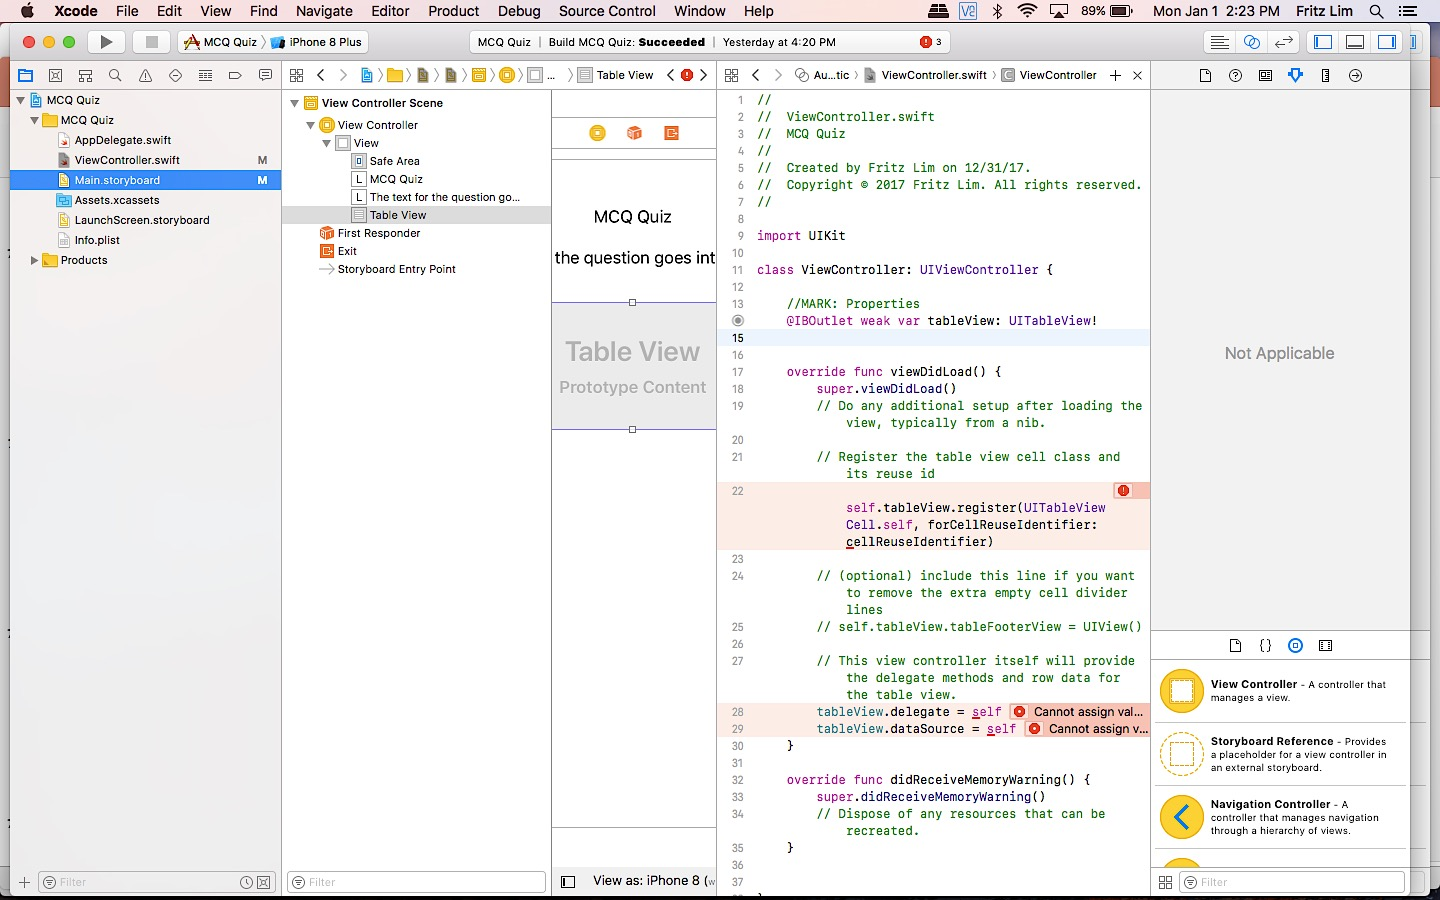 Xcode File Edit View Find Navigate Editor Product Debug Source Control Window Help 89% Mon Jan 1 2:23 PM Fritz Lim
MCQ Quiz iPhone 8 Plus MCQ Quiz | Build MCQ Quiz: Succeeded | Yesterday at 4:20 PM 3
Table View Au...tic ViewController.swift ViewController
MCQ Quiz
MCQ Quiz
AppDelegate.swift
ViewController.swift M
Main.storyboard M
Assets.xcassets
LaunchScreen.storyboard
Info.plist
Products
Filter
View Controller Scene
View Controller
View
Safe Area
L MCQ Quiz
L The text for the question go...
Table View
First Responder
Exit
Storyboard Entry Point
Filter
MCQ Quiz
the question goes int
Table View
Prototype Content
View as: iPhone 8 (w
1 //
2 // ViewController.swift
3 // MCQ Quiz
4 //
5 // Created by Fritz Lim on 12/31/17.
6 // Copyright © 2017 Fritz Lim. All rights reserved.
7 //
8
9 import UIKit
10
11 class ViewController: UIViewController {
12
13 //MARK: Properties
@IBOutlet weak var tableView: UITableView!
15
16
17 override func viewDidLoad() {
18 super.viewDidLoad()
19 // Do any additional setup after loading the
view, typically from a nib.
20
21 // Register the table view cell class and
its reuse id
22
self.tableView.register(UITableView
Cell.self, forCellReuseIdentifier:
cellReuseIdentifier)
23
24 // (optional) include this line if you want
to remove the extra empty cell divider
lines
25 // self.tableView.tableFooterView = UIView()
26
27 // This view controller itself will provide
the delegate methods and row data for
the table view.
28 tableView.delegate = self Cannot assign val...
29 tableView.dataSource = self Cannot assign v...
30 }
31
32 override func didReceiveMemoryWarning() {
33 super.didReceiveMemoryWarning()
34 // Dispose of any resources that can be
recreated.
35 }
36
37
Not Applicable
View Controller - A controller that
manages a view.
Storyboard Reference - Provides
a placeholder for a view controller in
an external storyboard.
Navigation Controller - A
controller that manages navigation
through a hierarchy of views.
Filter